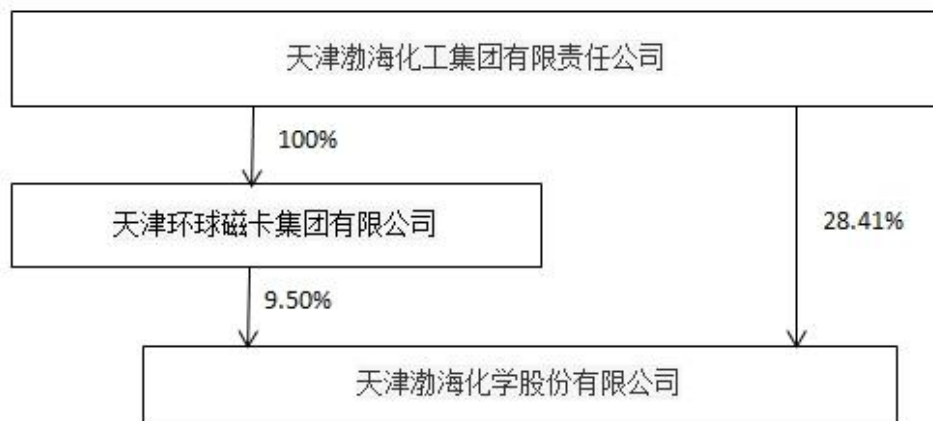 天津渤海化工集团有限责任公司
100%
天津环球磁卡集团有限公司
28.41%
9.50%
天津渤海化学股份有限公司